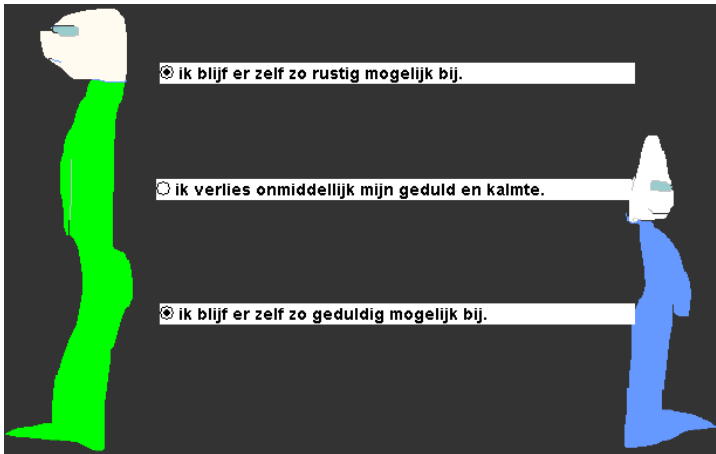 ik blijf er zelf zo rustig mogelijk bij.
ik verlies onmiddellijk mijn geduld en kalmte.
ik blijf er zelf zo geduldig mogelijk bij.